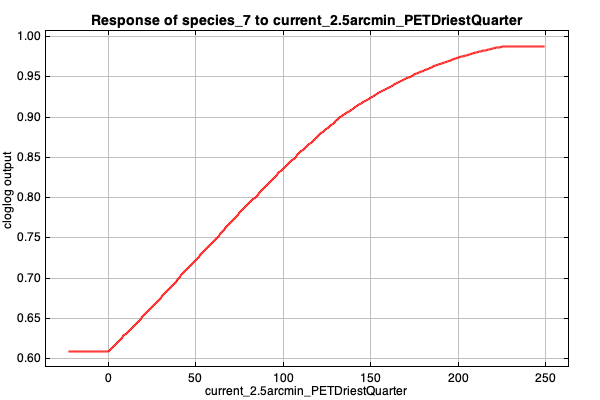 Response of species_7 to current_2.5arcmin_PETDriestQuarter
1.00
0.95
0.90
0.85
0.80
0.75
0.70
0.65
0.60
cloglog output
0 50 100 150 200 250
current_2.5arcmin_PETDriestQuarter